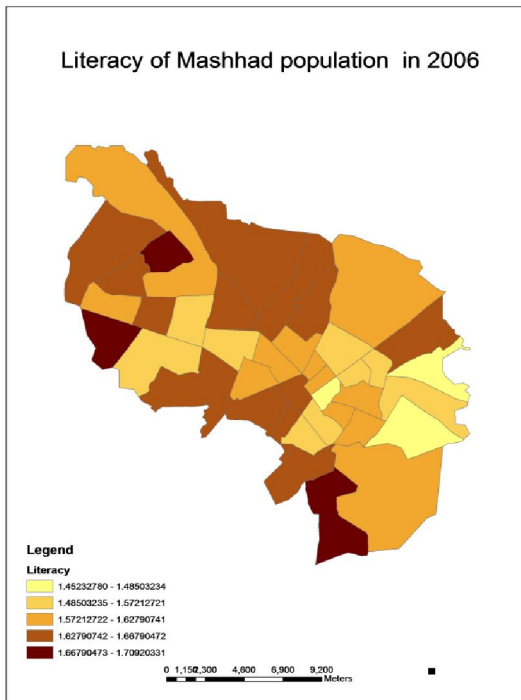 Literacy of Mashhad population in 2006
Legend
Literacy
1.45232780 - 1.48503234
1.48503235 - 1.57212721
1.57212722 - 1.62790741
1.62790742 - 1.66790472
1.66790473 - 1.70920331
0 1,150 2,300 4,600 6,900 9,200
Meters